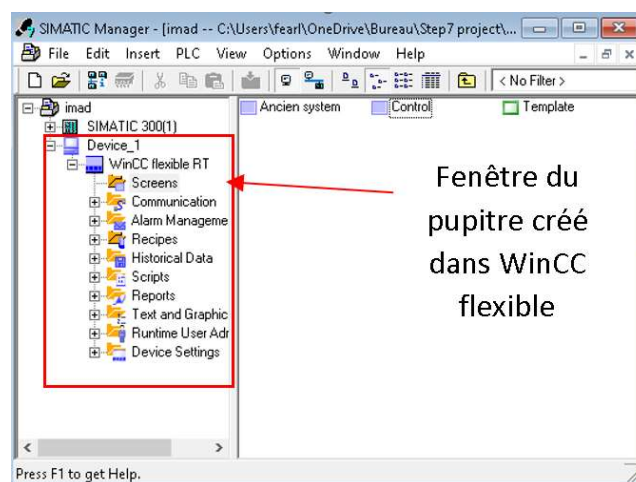 SIMATIC Manager - [imad -- C:\Users\fearl\OneDrive\Bureau\Step7 project\...
File Edit Insert PLC View Options Window Help
< No Filter >
imad
SIMATIC 300(1)
Device_1
WinCC flexible RT
Screens
Communication
Alarm Manageme
Recipes
Historical Data
Scripts
Reports
Text and Graphic
Runtime User Adr
Device Settings
Ancien system Control Template
Fenêtre du
pupitre créé
dans WinCC
flexible
Press F1 to get Help.